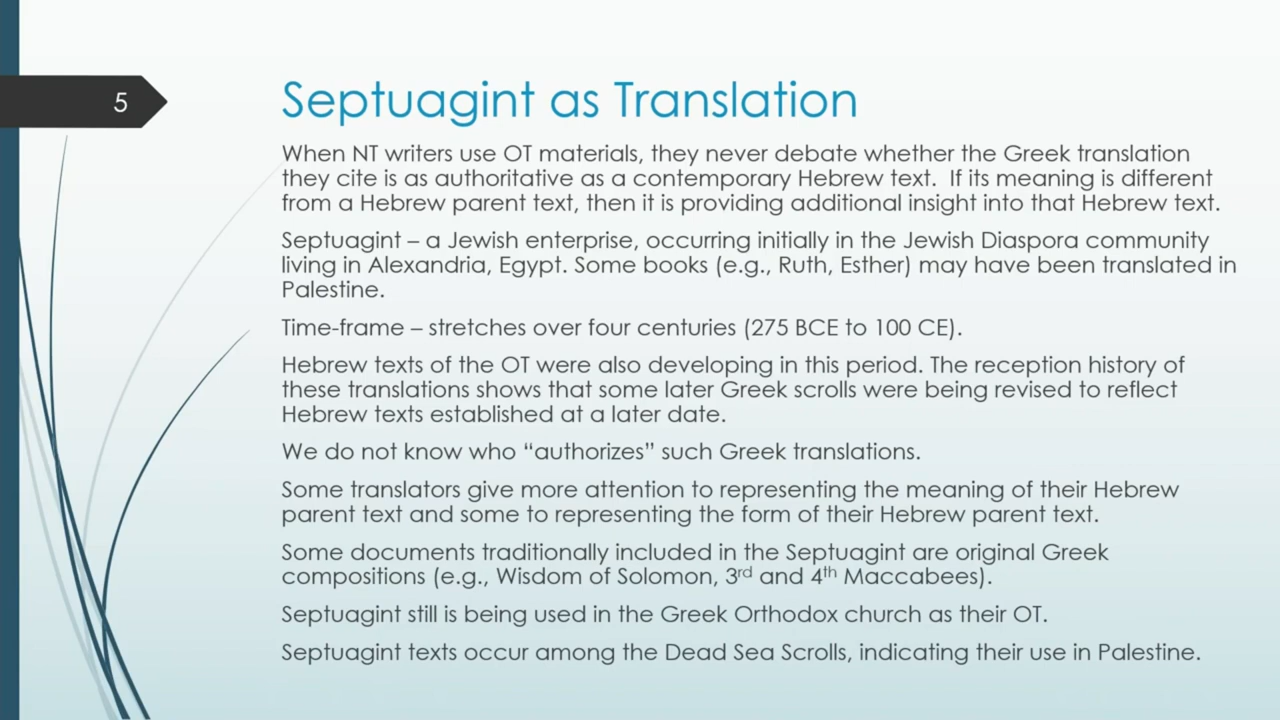 5
Septuagint as Translation
When NT writers use OT materials, they never debate whether the Greek translation
they cite is as authoritative as a contemporary Hebrew text.  If its meaning is different
from a Hebrew parent text, then it is providing additional insight into that Hebrew text.
Septuagint – a Jewish enterprise, occurring initially in the Jewish Diaspora community
living in Alexandria, Egypt. Some books (e.g., Ruth, Esther) may have been translated in
Palestine.
Time-frame – stretches over four centuries (275 BCE to 100 CE).
Hebrew texts of the OT were also developing in this period. The reception history of
these translations shows that some later Greek scrolls were being revised to reflect
Hebrew texts established at a later date.
We do not know who “authorizes” such Greek translations.
Some translators give more attention to representing the meaning of their Hebrew
parent text and some to representing the form of their Hebrew parent text.
Some documents traditionally included in the Septuagint are original Greek
compositions (e.g., Wisdom of Solomon, 3rd and 4th Maccabees).
Septuagint still is being used in the Greek Orthodox church as their OT.
Septuagint texts occur among the Dead Sea Scrolls, indicating their use in Palestine.